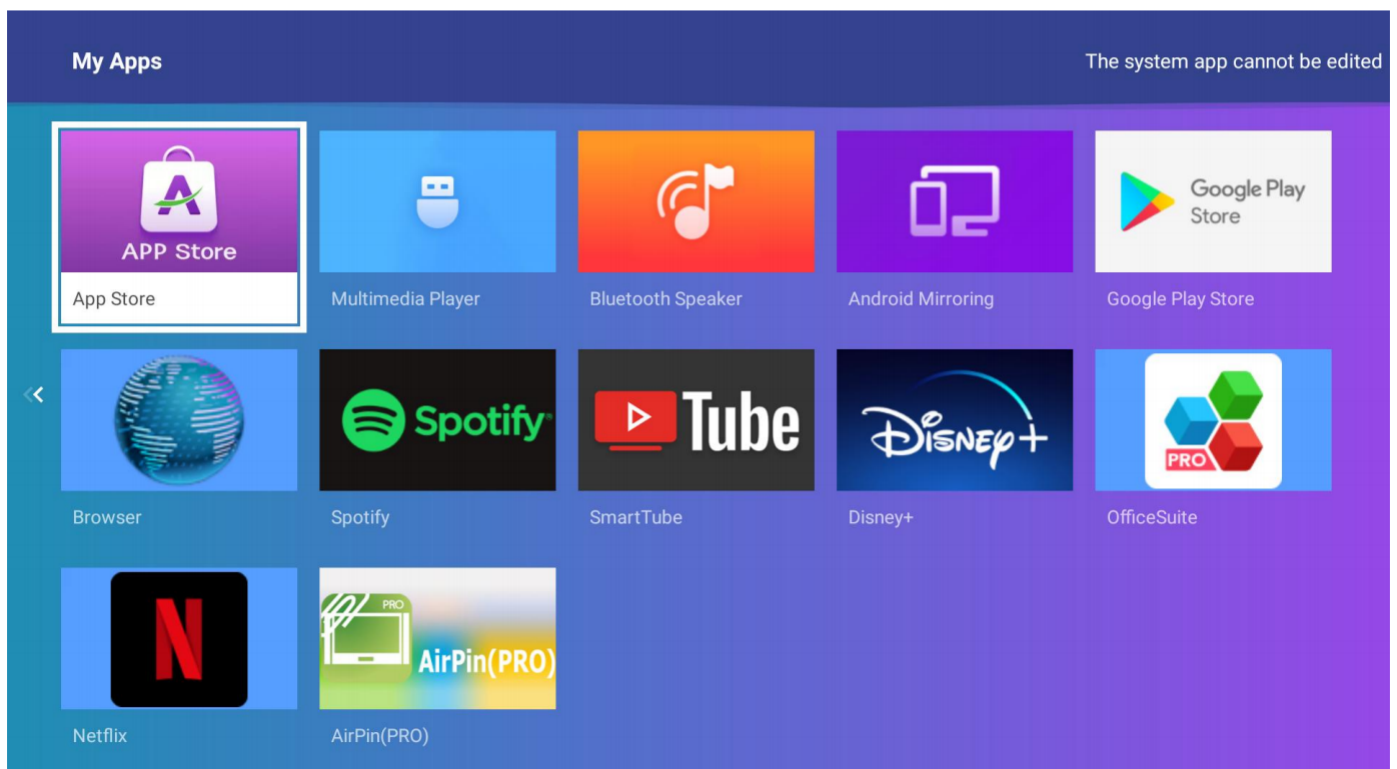 My Apps
The system app cannot be edited
APP Store
Google Play
Store
App Store
Multimedia Player
Bluetooth Speaker
Android Mirroring
Google Play Store
Spotify
Tube
Disney+
PRO
Browser
Spotify
SmartTube
Disney+
OfficeSuite
N
PRO
AirPin(PRO)
Netflix
AirPin(PRO)